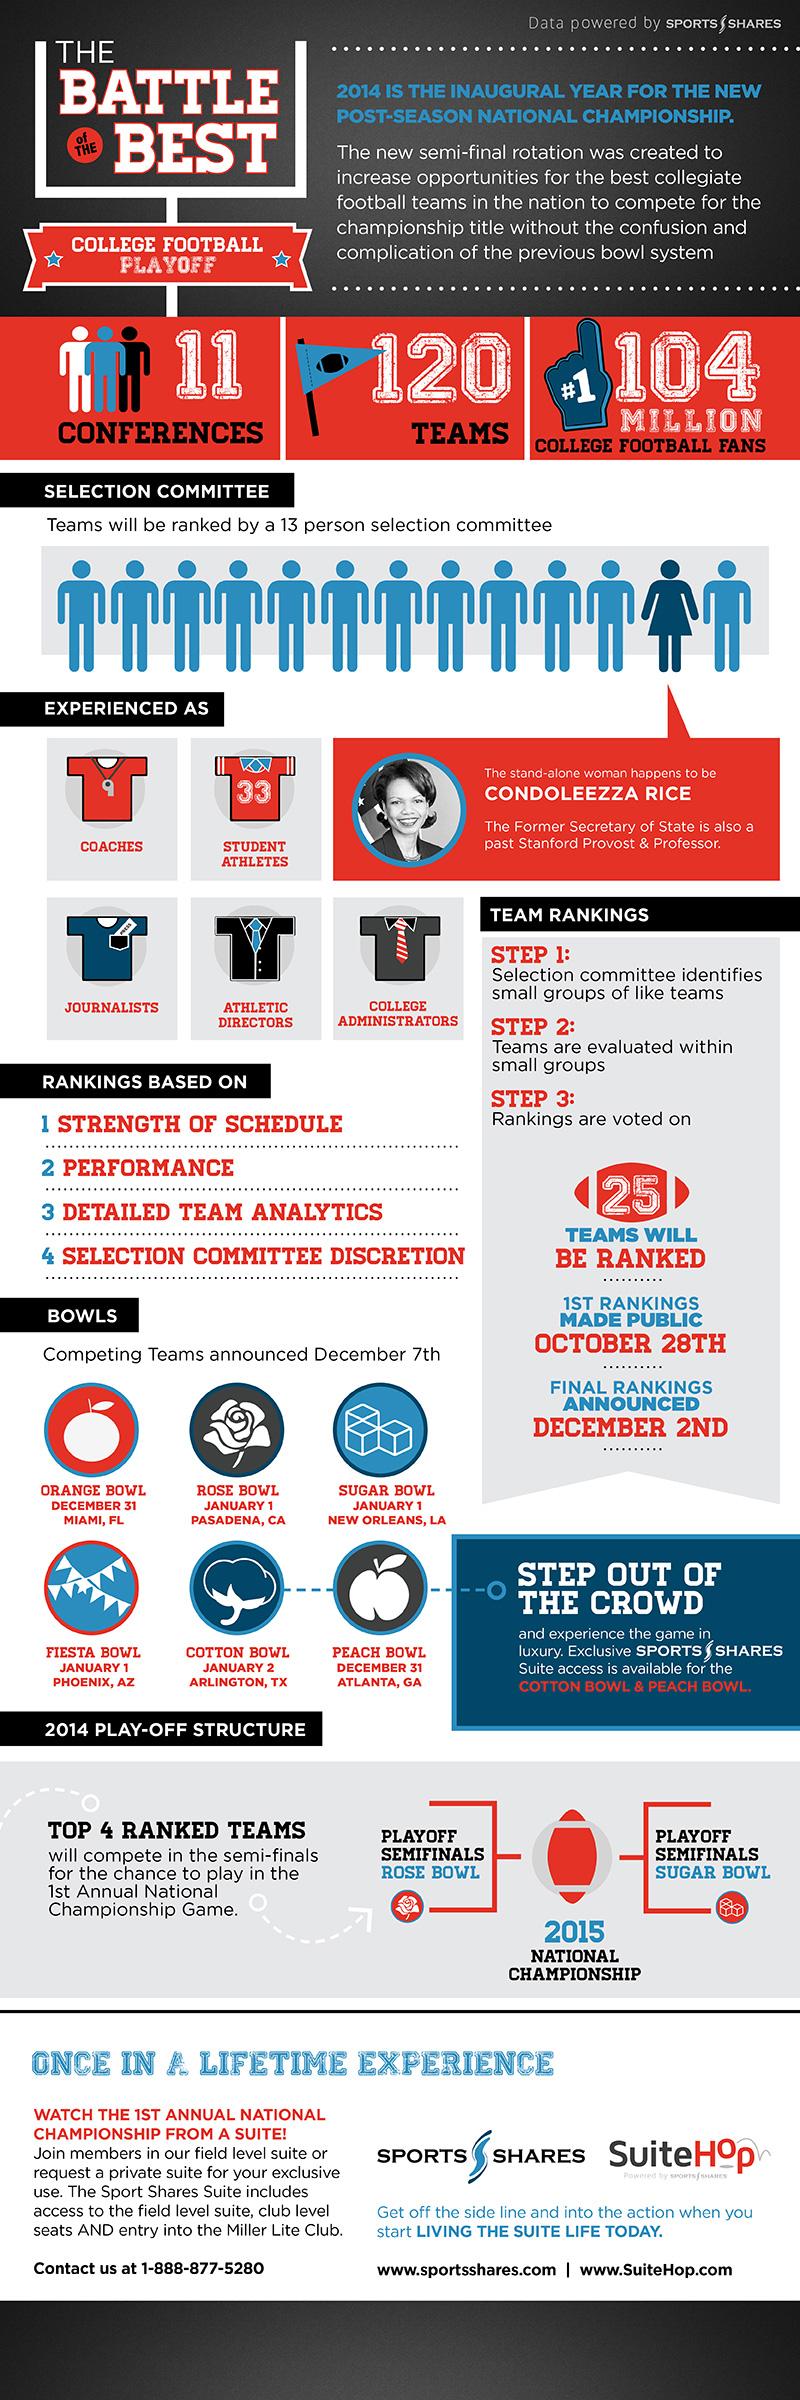 Data powered by SPORTS SHARES
THE
BATTLE
of THE
BEST
COLLEGE FOOTBALL
PLAYOFF
2014 IS THE INAUGURAL YEAR FOR THE NEW
POST-SEASON NATIONAL CHAMPIONSHIP.
The new semi-final rotation was created to
increase opportunities for the best collegiate
football teams in the nation to compete for the
championship title without the confusion and
complication of the previous bowl system
11
CONFERENCES
120
TEAMS
#1
104
MILLION
COLLEGE FOOTBALL FANS
SELECTION COMMITTEE
Teams will be ranked by a 13 person selection committee
EXPERIENCED AS
COACHES
33
STUDENT
ATHLETES
The stand-alone woman happens to be
CONDOLEEZZA RICE
The Former Secretary of State is also a
past Stanford Provost & Professor.
PRESS
JOURNALISTS
ATHLETIC
DIRECTORS
COLLEGE
ADMINISTRATORS
TEAM RANKINGS
STEP 1:
Selection committee identifies
small groups of like teams
STEP 2:
Teams are evaluated within
small groups
STEP 3:
Rankings are voted on
25
TEAMS WILL
BE RANKED
1ST RANKINGS
MADE PUBLIC
OCTOBER 28TH
FINAL RANKINGS
ANNOUNCED
DECEMBER 2ND
RANKINGS BASED ON
1 STRENGTH OF SCHEDULE
2 PERFORMANCE
3 DETAILED TEAM ANALYTICS
4 SELECTION COMMITTEE DISCRETION
BOWLS
Competing Teams announced December 7th
ORANGE BOWL
DECEMBER 31
MIAMI, FL
ROSE BOWL
JANUARY 1
PASADENA, CA
SUGAR BOWL
JANUARY 1
NEW ORLEANS, LA
FIESTA BOWL
JANUARY 1
PHOENIX, AZ
COTTON BOWL
JANUARY 2
ARLINGTON, TX
PEACH BOWL
DECEMBER 31
ATLANTA, GA
STEP OUT OF
THE CROWD
and experience the game in
luxury. Exclusive SPORTS SHARES
Suite access is available for the
COTTON BOWL & PEACH BOWL.
2014 PLAY-OFF STRUCTURE
TOP 4 RANKED TEAMS
will compete in the semi-finals
for the chance to play in the
1st Annual National
Championship Game.
PLAYOFF
SEMIFINALS
ROSE BOWL
2015
NATIONAL
CHAMPIONSHIP
PLAYOFF
SEMIFINALS
SUGAR BOWL
ONCE IN A LIFETIME EXPERIENCE
WATCH THE 1ST ANNUAL NATIONAL
CHAMPIONSHIP FROM A SUITE!
Join members in our field level suite or
request a private suite for your exclusive
use. The Sport Shares Suite includes
access to the field level suite, club level
seats AND entry into the Miller Lite Club.
Contact us at 1-888-877-5280
SPORTS SHARES
SuiteHOp
Powered by SPORTS SHARES
Get off the side line and into the action when you
start LIVING THE SUITE LIFE TODAY.
www.sportsshares.com | www.SuiteHop.com